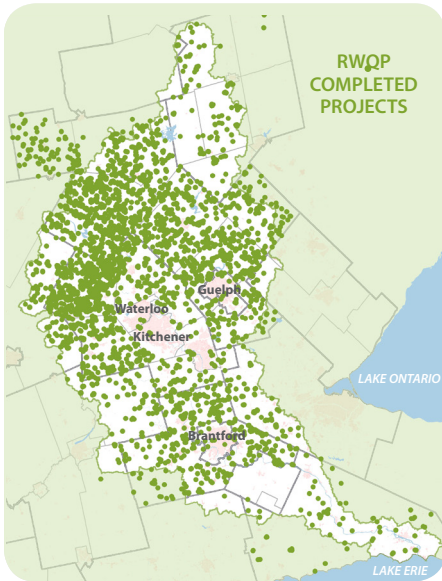 RWQP
COMPLETED
PROJECTS
Guelph
Waterloo
Kitchener
LAKE ONTARIO
Brantford
LAKE ERIE